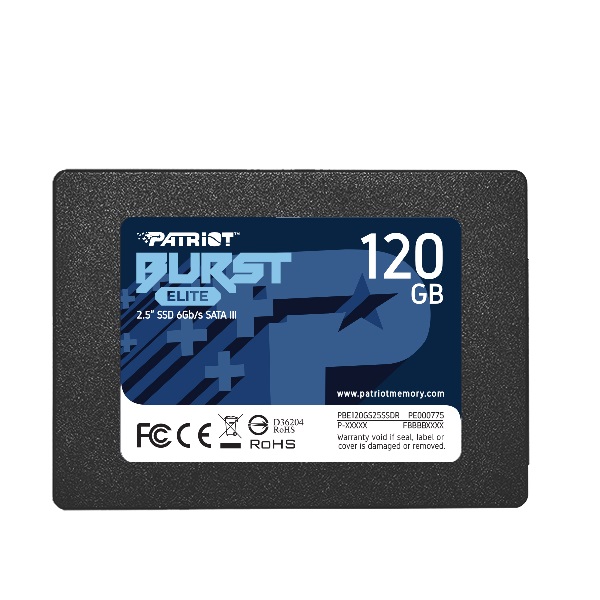 PATRIOT™
BURST
ELITE
2.5" SSD 6Gb/s SATA III
120
GB
www.patriotmemory.com
PBE120GS25SSDR PE000775
P-XXXXX FBBBBXXXX
Warranty void if seal, label or
cover is damaged or removed.
FC CE
D36204
RoHS
RoHS